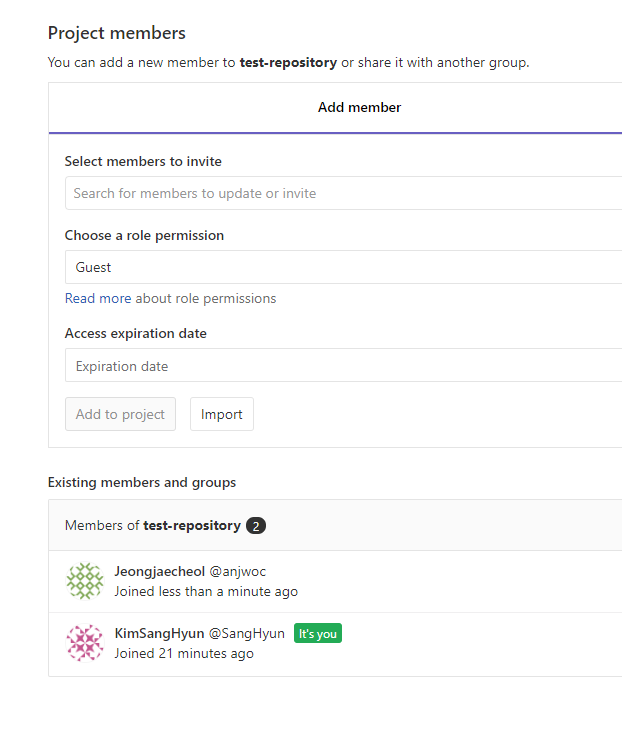 Project members
You can add a new member to test-repository or share it with another group.
Add member
Select members to invite
Search for members to update or invite
Choose a role permission
Guest
Read more about role permissions
Access expiration date
Expiration date
Add to project
Import
Existing members and groups
Members of test-repository 2
Jeongjaecheol @anjwoc
Joined less than a minute ago
KimSangHyun @SangHyun It's you
Joined 21 minutes ago